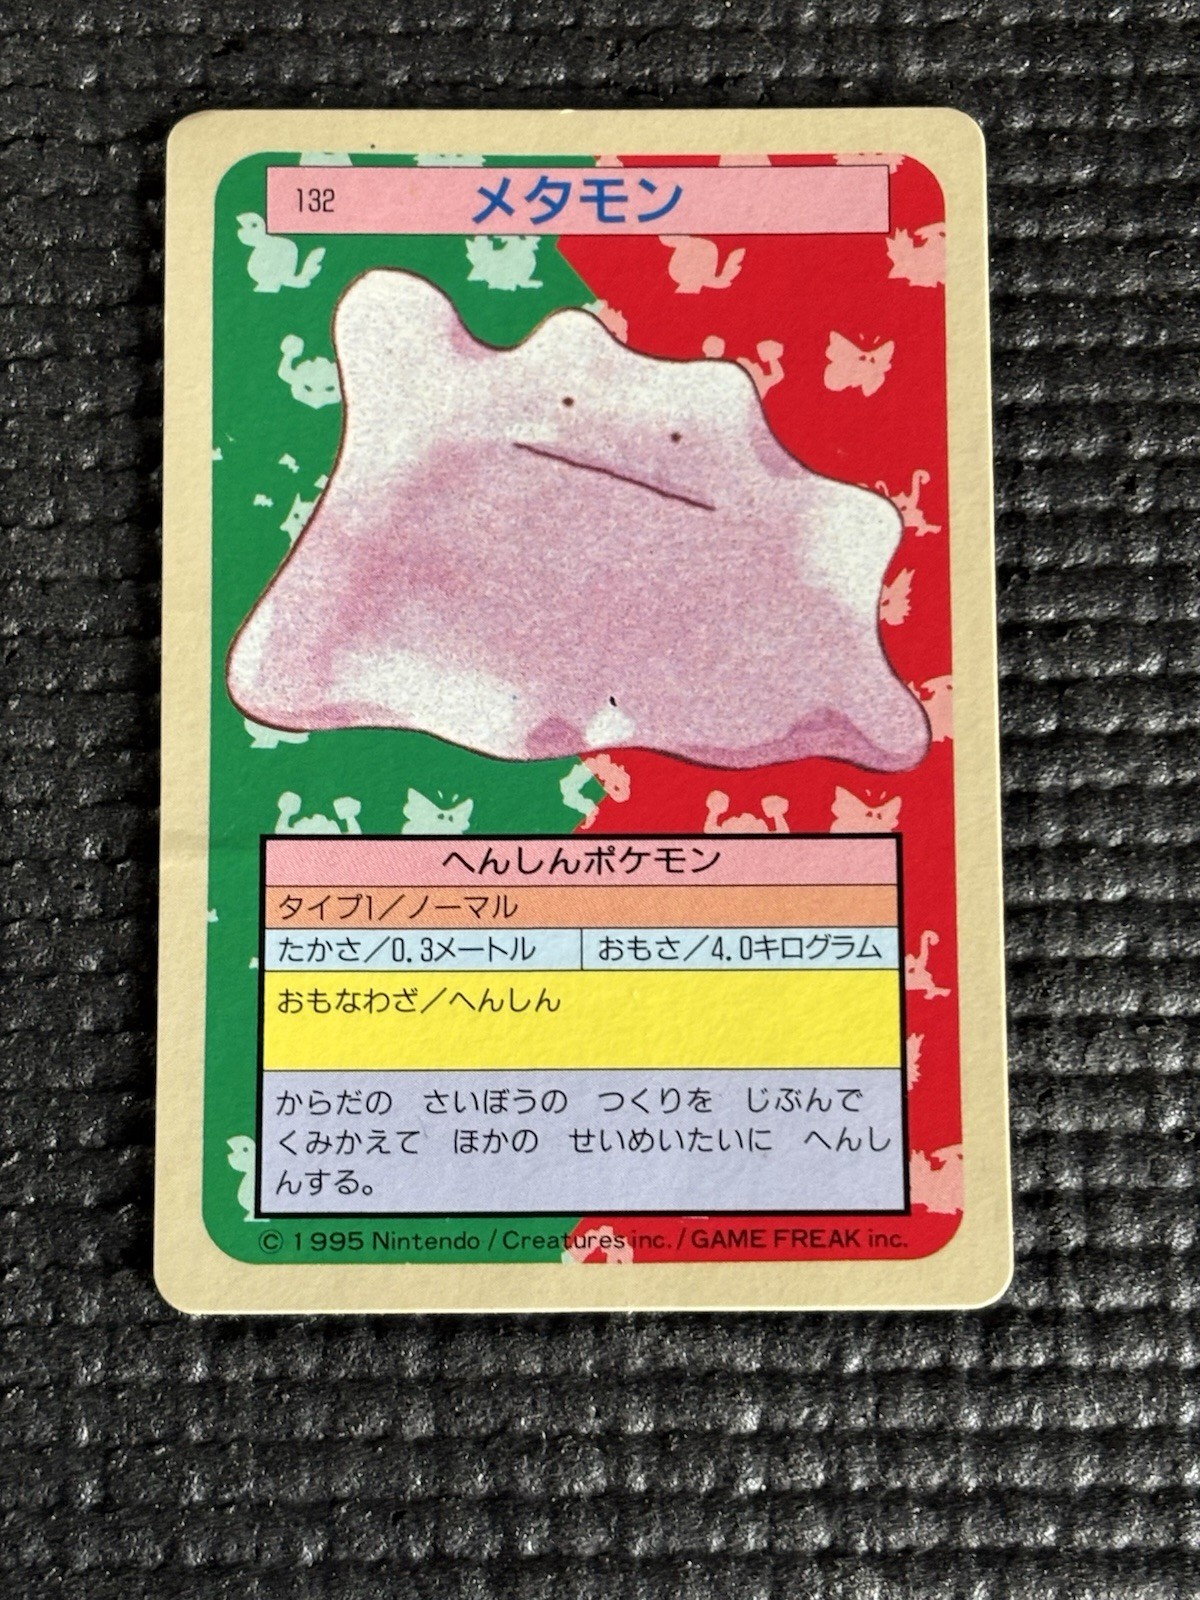 132 メタモン
へんしんポケモン
タイプ1／ノーマル
たかさ／0.3メートル おもさ／4.0キログラム
おもなわざ／へんしん
からだの　さいぼうの　つくりを　じぶんで
くみかえて　ほかの　せいめいたいに　へんし
んする。
© 1995 Nintendo / Creatures inc. / GAME FREAK inc.